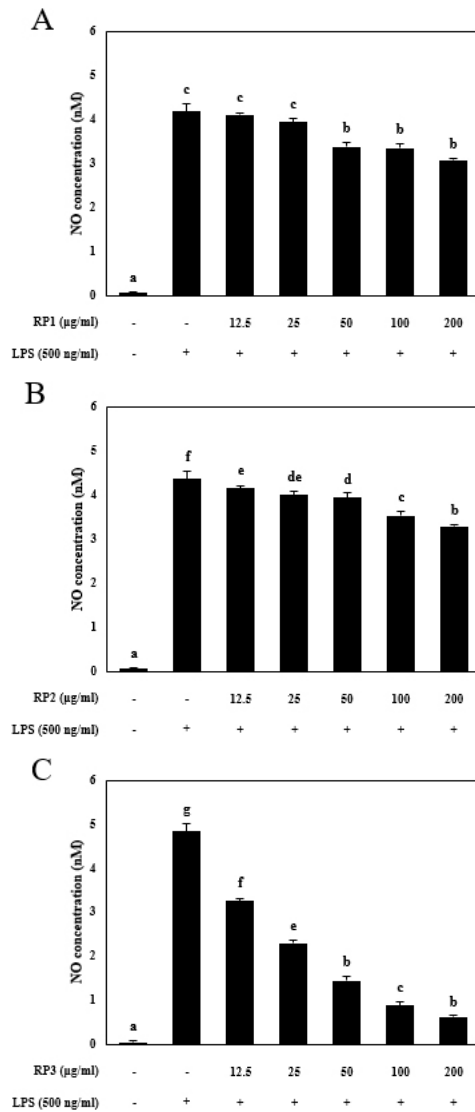 A
6
c
c
c
b
b
b
a
5
4
3
2
1
0
NO concentration (nM)
RP1 (µg/ml) - - 12.5 25 50 100 200
LPS (500 ng/ml) - + + + + + +
B
6
f
e
de
d
c
b
a
5
4
3
2
1
0
NO concentration (nM)
RP2 (µg/ml) - - 12.5 25 50 100 200
LPS (500 ng/ml) - + + + + + +
C
6
g
f
e
b
c
b
a
5
4
3
2
1
0
NO concentration (nM)
RP3 (µg/ml) - - 12.5 25 50 100 200
LPS (500 ng/ml) - + + + + + +